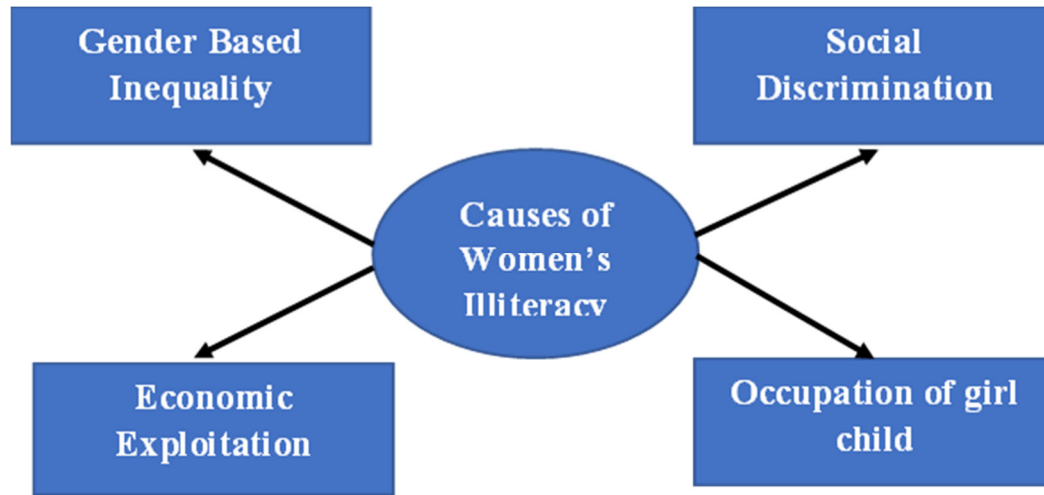 Gender Based
Inequality
Social
Discrimination
Causes of
Women’s
Illiteracy
Economic
Exploitation
Occupation of girl
child